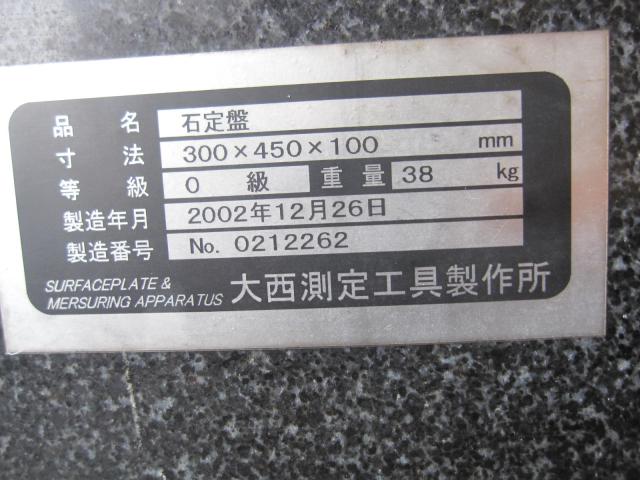 品名 石定盤
寸法 300×450×100 mm
等級 0 級 重量 38 kg
製造年月 2002年12月26日
製造番号 No. 0212262
SURFACEPLATE &
MERSURING APPARATUS 大西測定工具製作所